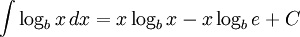 ∫ log_b x dx = x log_b x − x log_b e + C